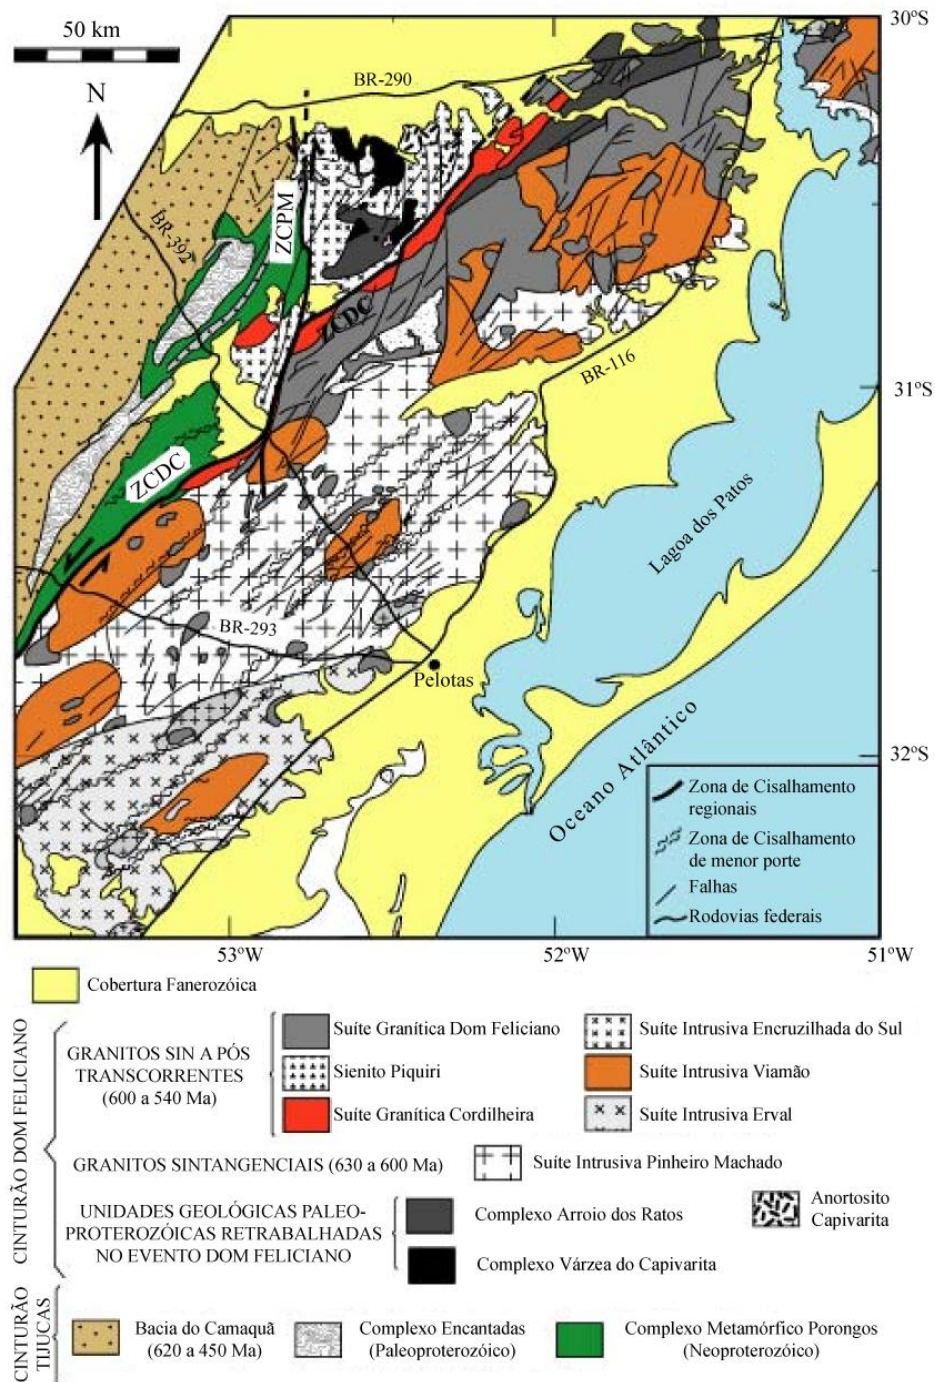 50 km
30ºS
BR-290
N
BR-392
ZCPM
ZCDC
BR-116
31ºS
ZCDC
Lagoa dos Patos
BR-293
Pelotas
Oceano Atlântico
32ºS
Zona de Cisalhamento
regionais
Zona de Cisalhamento
de menor porte
Falhas
Rodovias federais
53ºW
52ºW
51ºW
Cobertura Fanerozóica
CINTURÃO DOM FELICIANO
GRANITOS SIN A PÓS
TRANSCORRENTES
(600 a 540 Ma)
Suíte Granítica Dom Feliciano
Suíte Intrusiva Encruzilhada do Sul
Sienito Piquiri
Suíte Intrusiva Viamão
Suíte Granítica Cordilheira
Suíte Intrusiva Erval
GRANITOS SINTANGENCIAIS (630 a 600 Ma)
Suíte Intrusiva Pinheiro Machado
UNIDADES GEOLÓGICAS PALEO-
PROTEROZÓICAS RETRABALHADAS
NO EVENTO DOM FELICIANO
Complexo Arroio dos Ratos
Anortosito
Capivarita
Complexo Várzea do Capivarita
CINTURÃO
TIJUCAS
Bacia do Camaquã
(620 a 450 Ma)
Complexo Encantadas
(Paleoproterozóico)
Complexo Metamórfico Porongos
(Neoproterozóico)